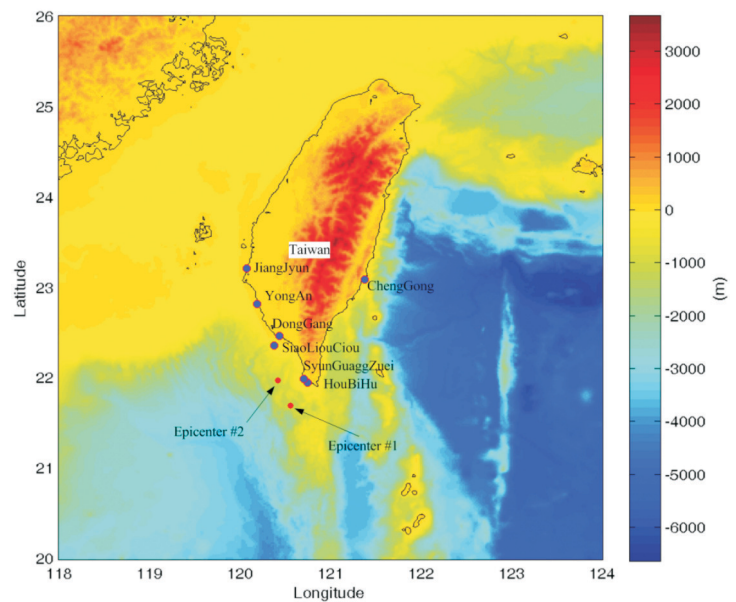 26
25
24
23
22
21
20
Latitude
118
119
120
121
122
123
124
Longitude
Taiwan
JiangJyun
ChengGong
YongAn
DongGang
SiaoLiouCiou
SyunGuaggZuei
HouBiHu
Epicenter #2
Epicenter #1
3000
2000
1000
0
-1000
-2000
-3000
-4000
-5000
-6000
(m)